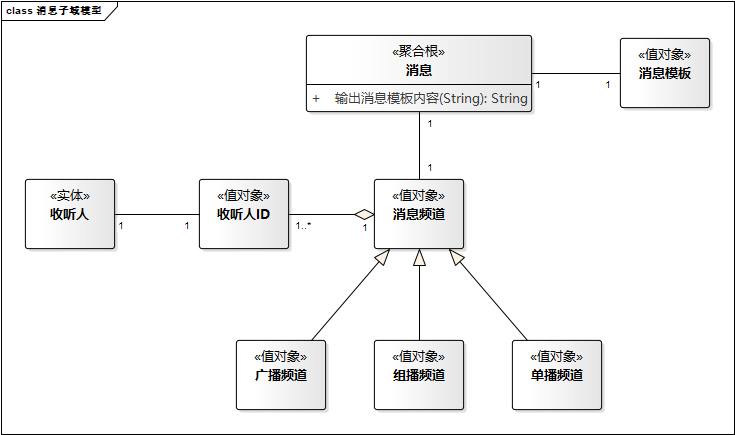 class 消息子域模型
«聚合根»
消息
+ 输出消息模板内容(String): String
«值对象»
消息模板
1
1
1
1
«实体»
收听人
«值对象»
收听人ID
«值对象»
消息频道
1
1
1..*
1
«值对象»
广播频道
«值对象»
组播频道
«值对象»
单播频道